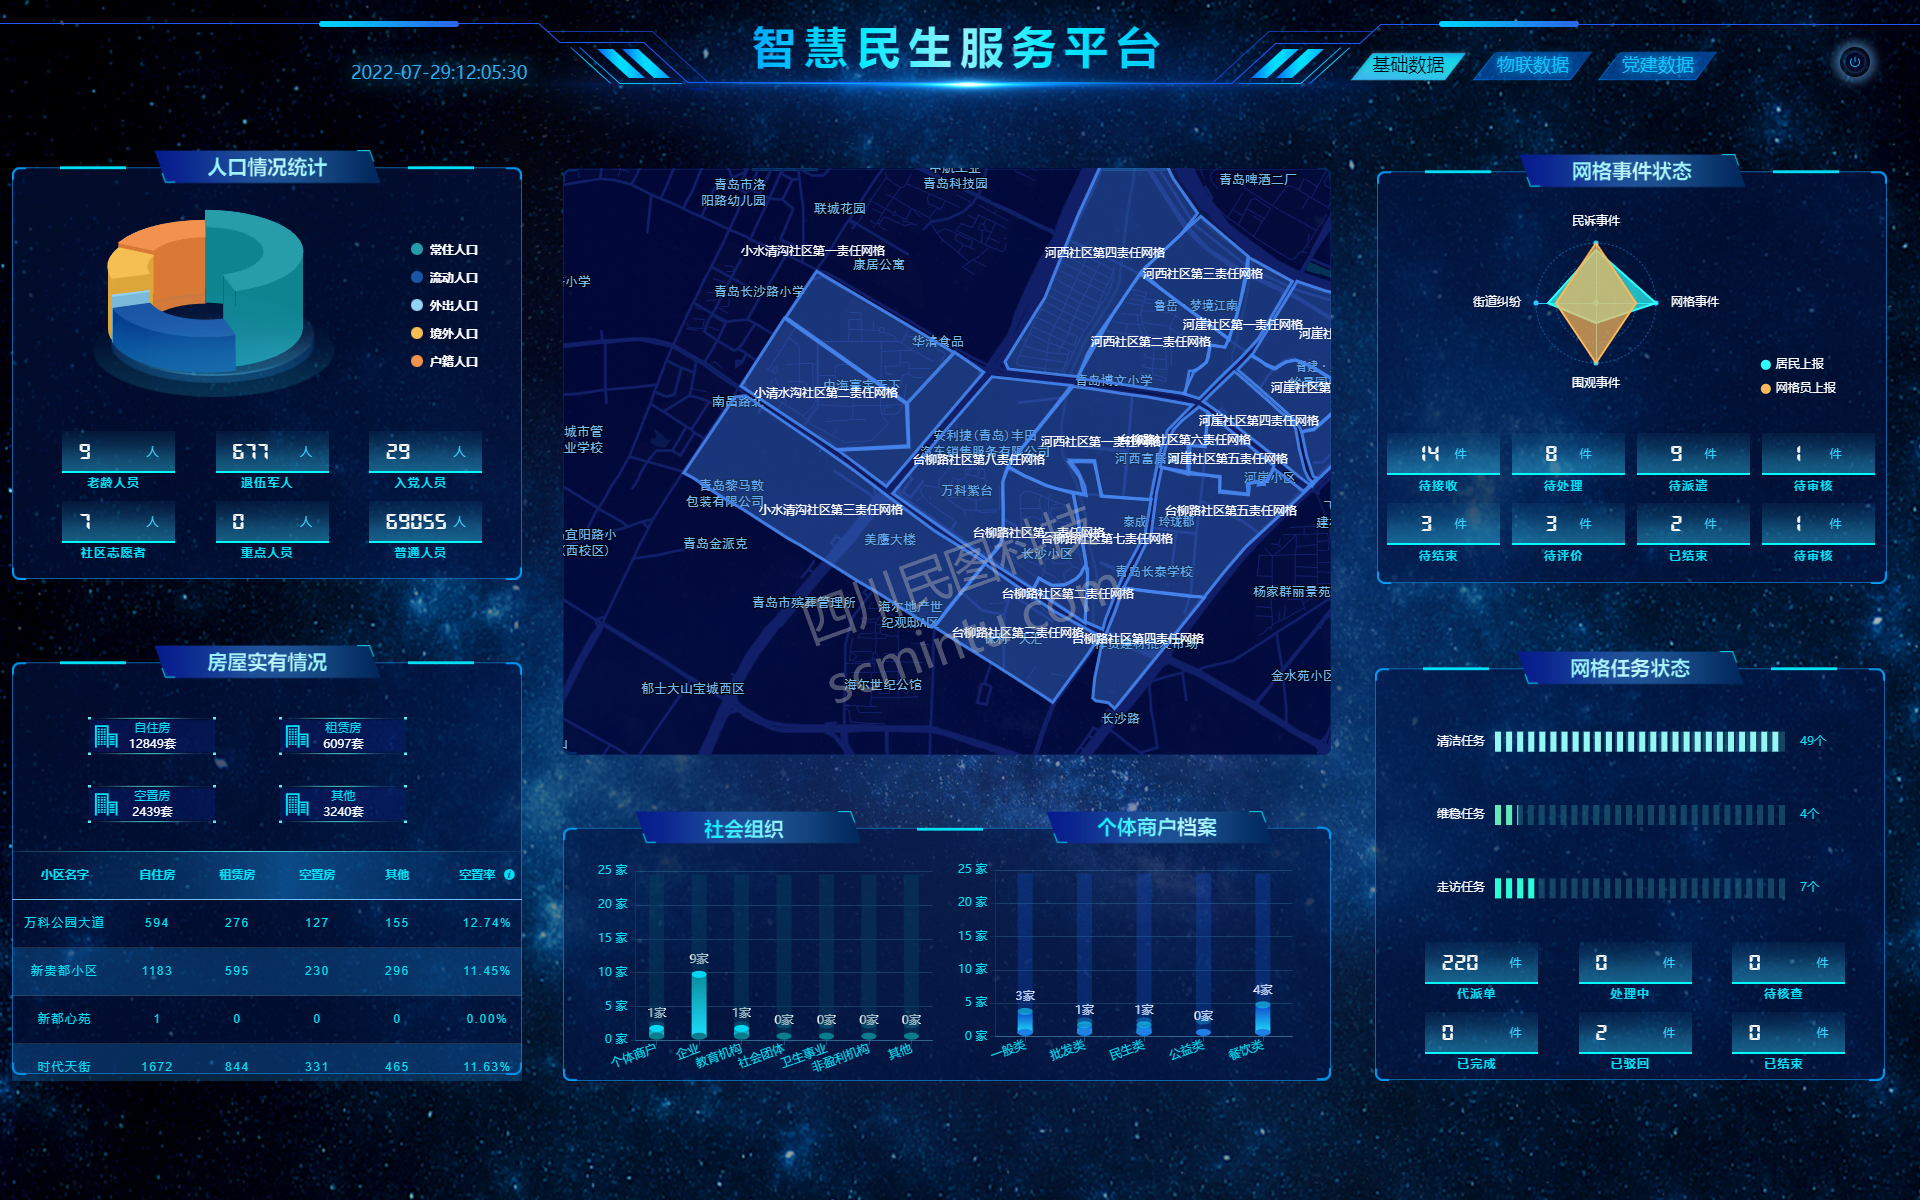 智慧民生服务平台
2022-07-29:12:05:30
基础数据
物联数据
党建数据
人口情况统计
常住人口
流动人口
外出人口
境外人口
户籍人口
9 人
677 人
29 人
老龄人员
退伍军人
入党人员
7 人
0 人
69055 人
社区志愿者
重点人员
普通人员
房屋实有情况
自住房
12849套
租赁房
6097套
空置房
2439套
其他
3240套
小区名字 自住房 租赁房 空置房 其他 空置率
万科公园大道 594 276 127 155 12.74%
新贵都小区 1183 595 230 296 11.45%
新都心苑 1 0 0 0 0.00%
时代天街 1672 844 331 465 11.63%
青岛市洛
阳路幼儿园
青岛科技园
青岛啤酒二厂
联城花园
小水清沟社区第一责任网格
康居公寓
河西社区第四责任网格
河西社区第三责任网格
小学
青岛长沙路小学
鲁岳
梦境江南
河崖社区第一责任网格
河崖社
华清食品
河西社区第二责任网格
青岛博文小学
小清水沟社区第二责任网格
河崖社区第
南昌路北
河崖社区第四责任网格
城市管
业学校
安利捷(青岛)丰田
河西社区第一责任网格
台柳路社区第六责任网格
台柳路社区第八责任网格
河崖社区第五责任网格
河崖小区
万科紫台
青岛黎马敦
包装有限公司
小水清沟社区第三责任网格
台柳路社区第五责任网格
泰成
玲珑郡
宜阳路小
(西校区)
青岛金派克
美鹰大楼
台柳路社区第一责任网格
台柳路社区第七责任网格
长沙小区
青岛长泰学校
青岛市殡葬管理所
海尔地产世
纪观邸A区
台柳路社区第二责任网格
杨家群丽景苑
台柳路社区第三责任网格
台柳路社区第四责任网格
郁士大山宝城西区
海尔世纪公馆
金水苑小区
长沙路
四川民图科技
scmintu.com
社会组织
25 家
20 家
15 家
10 家
5 家
0 家
1家
9家
1家
0家
0家
0家
0家
个体商户
企业
教育机构
社会团体
卫生事业
非盈利机构
其他
个体商户档案
25 家
20 家
15 家
10 家
5 家
0 家
3家
1家
1家
0家
4家
一般类
批发类
民生类
公益类
餐饮类
网格事件状态
民诉事件
街道纠纷
网格事件
围观事件
居民上报
网格员上报
14 件
8 件
9 件
1 件
待接收
待处理
待派遣
待审核
3 件
3 件
2 件
1 件
待结束
待评价
已结束
待审核
网格任务状态
清洁任务 49个
维稳任务 4个
走访任务 7个
220 件
0 件
0 件
代派单
处理中
待核查
0 件
2 件
0 件
已完成
已驳回
已结束